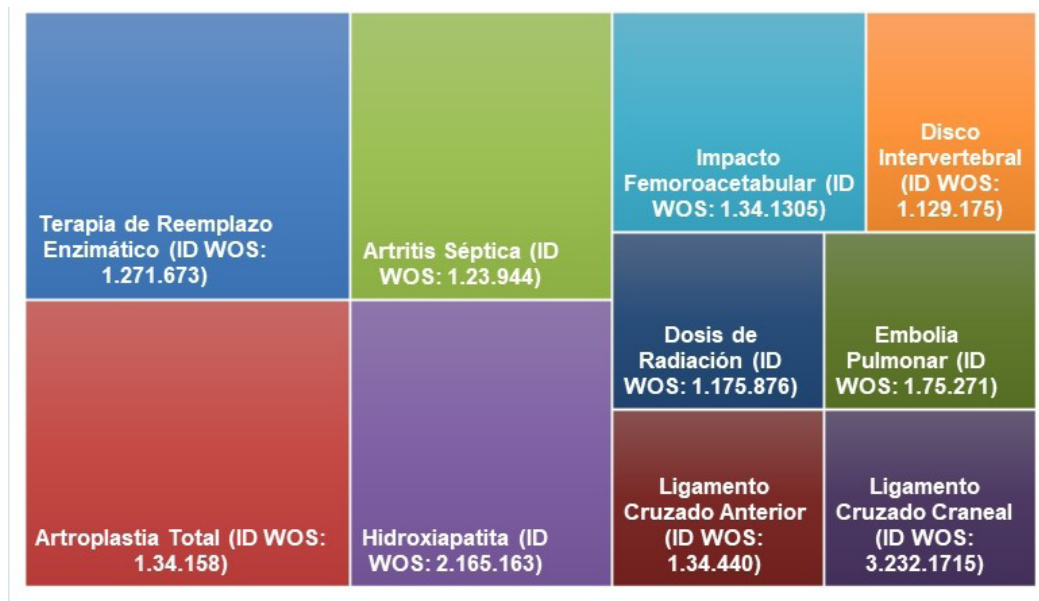 Terapia de Reemplazo
Enzimático (ID WOS:
1.271.673)
Artritis Séptica (ID
WOS: 1.23.944)
Impacto
Femoroacetabular (ID
WOS: 1.34.1305)
Disco
Intervertebral
(ID WOS:
1.129.175)
Dosis de
Radiación (ID
WOS: 1.175.876)
Embolia
Pulmonar (ID
WOS: 1.75.271)
Artroplastia Total (ID WOS:
1.34.158)
Hidroxiapatita (ID
WOS: 2.165.163)
Ligamento
Cruzado Anterior
(ID WOS:
1.34.440)
Ligamento
Cruzado Craneal
(ID WOS:
3.232.1715)